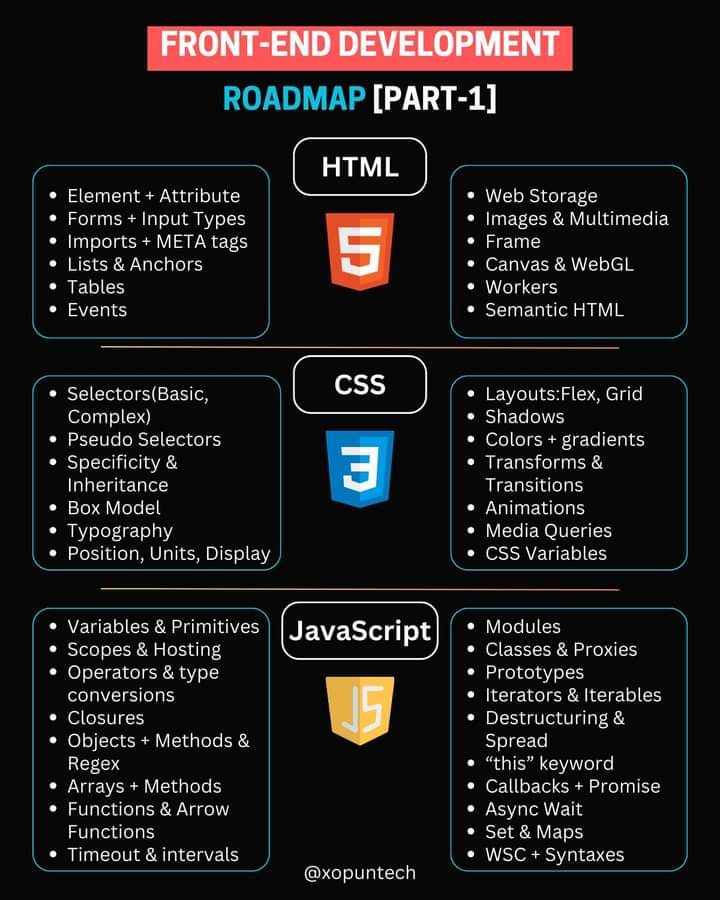 FRONT-END DEVELOPMENT
ROADMAP [PART-1]
HTML
• Element + Attribute
• Forms + Input Types
• Imports + META tags
• Lists & Anchors
• Tables
• Events
5
• Web Storage
• Images & Multimedia
• Frame
• Canvas & WebGL
• Workers
• Semantic HTML
CSS
• Selectors(Basic,
Complex)
• Pseudo Selectors
• Specificity &
Inheritance
• Box Model
• Typography
• Position, Units, Display
3
• Layouts:Flex, Grid
• Shadows
• Colors + gradients
• Transforms &
Transitions
• Animations
• Media Queries
• CSS Variables
JavaScript
• Variables & Primitives
• Scopes & Hosting
• Operators & type
conversions
• Closures
• Objects + Methods &
Regex
• Arrays + Methods
• Functions & Arrow
Functions
• Timeout & intervals
JS
• Modules
• Classes & Proxies
• Prototypes
• Iterators & Iterables
• Destructuring &
Spread
• “this” keyword
• Callbacks + Promise
• Async Wait
• Set & Maps
• WSC + Syntaxes
@xopuntech